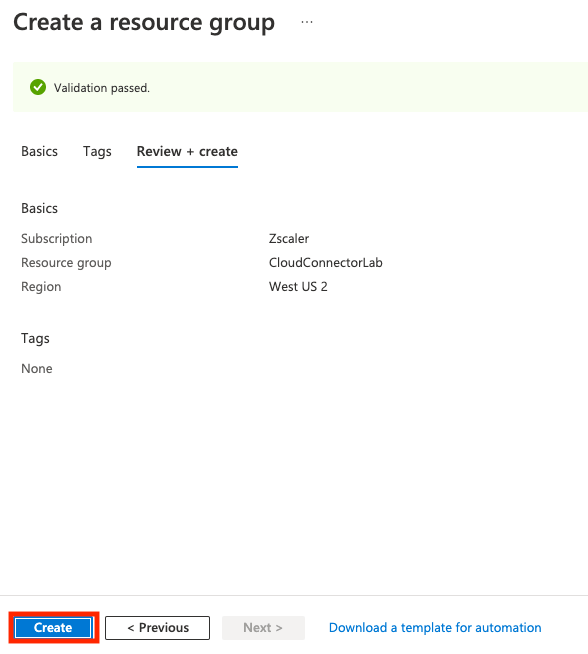 Create a resource group ...
Validation passed.
Basics Tags Review + create
Basics
Subscription Zscaler
Resource group CloudConnectorLab
Region West US 2
Tags
None
Create < Previous Next > Download a template for automation